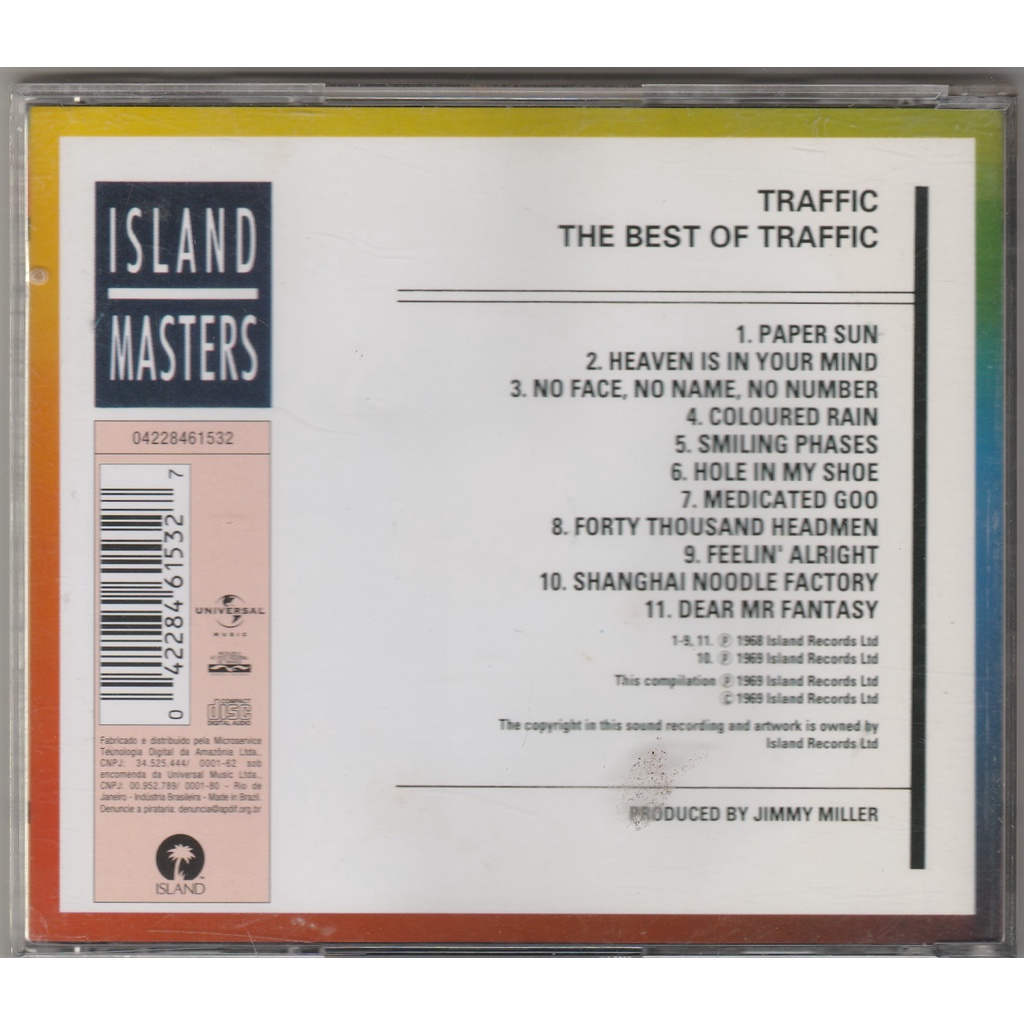 ISLAND
MASTERS
04228461532
0 42284 61532 7
UNIVERSAL
MUSIC
COMPACT
disc
DIGITAL AUDIO
Fabricado e distribuido pela Microservice
Tecnologia Digital da Amazônia Ltda.,
CNPJ: 34.525.444/ 0001-62 sob
encomenda da Universal Music Ltda.,
CNPJ: 00.952.789/ 0001-80 - Rio de
Janeiro - Indústria Brasileira - Made in Brazil.
Denuncie a pirataria: denuncia@apdif.org.br
ISLAND
TRAFFIC
THE BEST OF TRAFFIC
1. PAPER SUN
2. HEAVEN IS IN YOUR MIND
3. NO FACE, NO NAME, NO NUMBER
4. COLOURED RAIN
5. SMILING PHASES
6. HOLE IN MY SHOE
7. MEDICATED GOO
8. FORTY THOUSAND HEADMEN
9. FEELIN' ALRIGHT
10. SHANGHAI NOODLE FACTORY
11. DEAR MR FANTASY
1-9, 11. ℗ 1968 Island Records Ltd
10. ℗ 1969 Island Records Ltd
This compilation ℗ 1969 Island Records Ltd
© 1969 Island Records Ltd
The copyright in this sound recording and artwork is owned by
Island Records Ltd
PRODUCED BY JIMMY MILLER